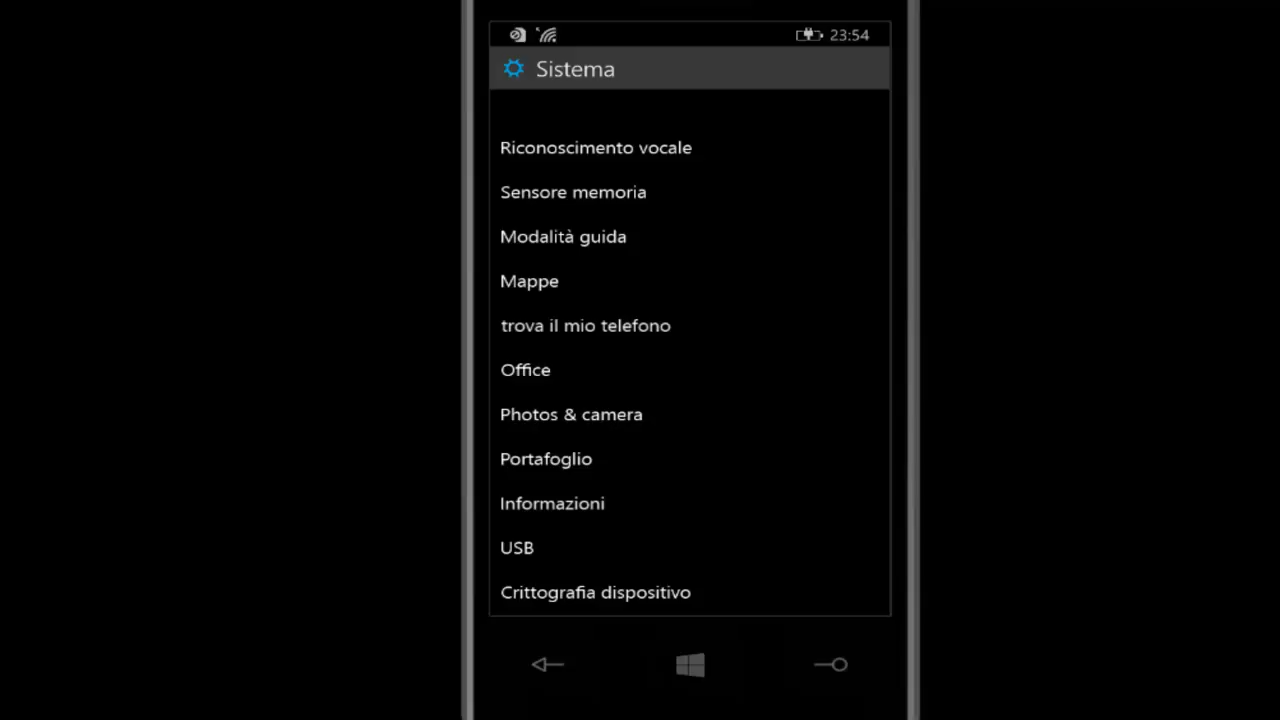 23:54
Sistema
Riconoscimento vocale
Sensore memoria
Modalità guida
Mappe
trova il mio telefono
Office
Photos & camera
Portafoglio
Informazioni
USB
Crittografia dispositivo